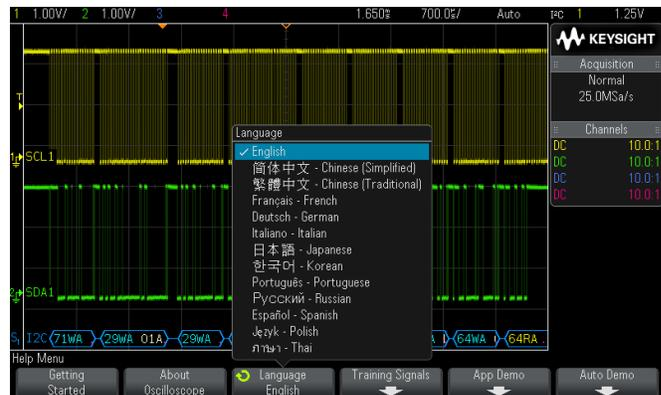 1 1.00V/ 2 1.00V/ 3 4 1.650s 700.0s/ Auto I²C 1 1.25V
KEYSIGHT
Acquisition
Normal
25.0MSa/s
Channels
DC 10.0:1
DC 10.0:1
DC 10.0:1
DC 10.0:1
T
SCL1
SDA1
Language
English
简体中文 - Chinese (Simplified)
繁體中文 - Chinese (Traditional)
Français - French
Deutsch - German
Italiano - Italian
日本語 - Japanese
한국어 - Korean
Português - Portuguese
Русский - Russian
Español - Spanish
Język - Polish
ภาษา - Thai
S₁ I2C 71WA 29WA 01A 29WA 64WA 64RA
Help Menu
Getting Started
About Oscilloscope
Language English
Training Signals
App Demo
Auto Demo